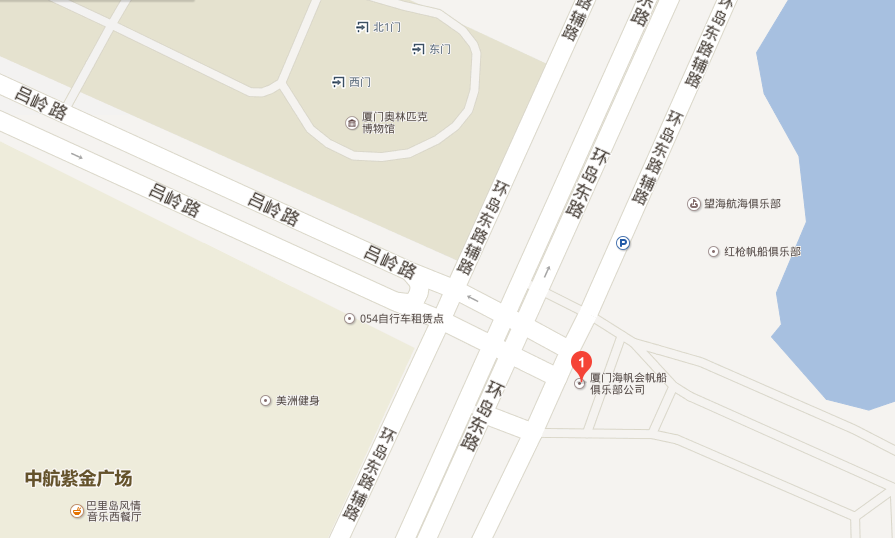 环岛东路辅路
环岛东路
环岛东路辅路
北1门
东门
西门
吕岭路
厦门奥林匹克
博物馆
环岛东路辅路
环岛东路
吕岭路
吕岭路
环岛东路辅路
望海航海俱乐部
P
吕岭路
红枪帆船俱乐部
054自行车租赁点
1
厦门海帆会帆船
俱乐部公司
美洲健身
环岛东路
环岛东路辅路
中航紫金广场
巴里岛风情
音乐西餐厅